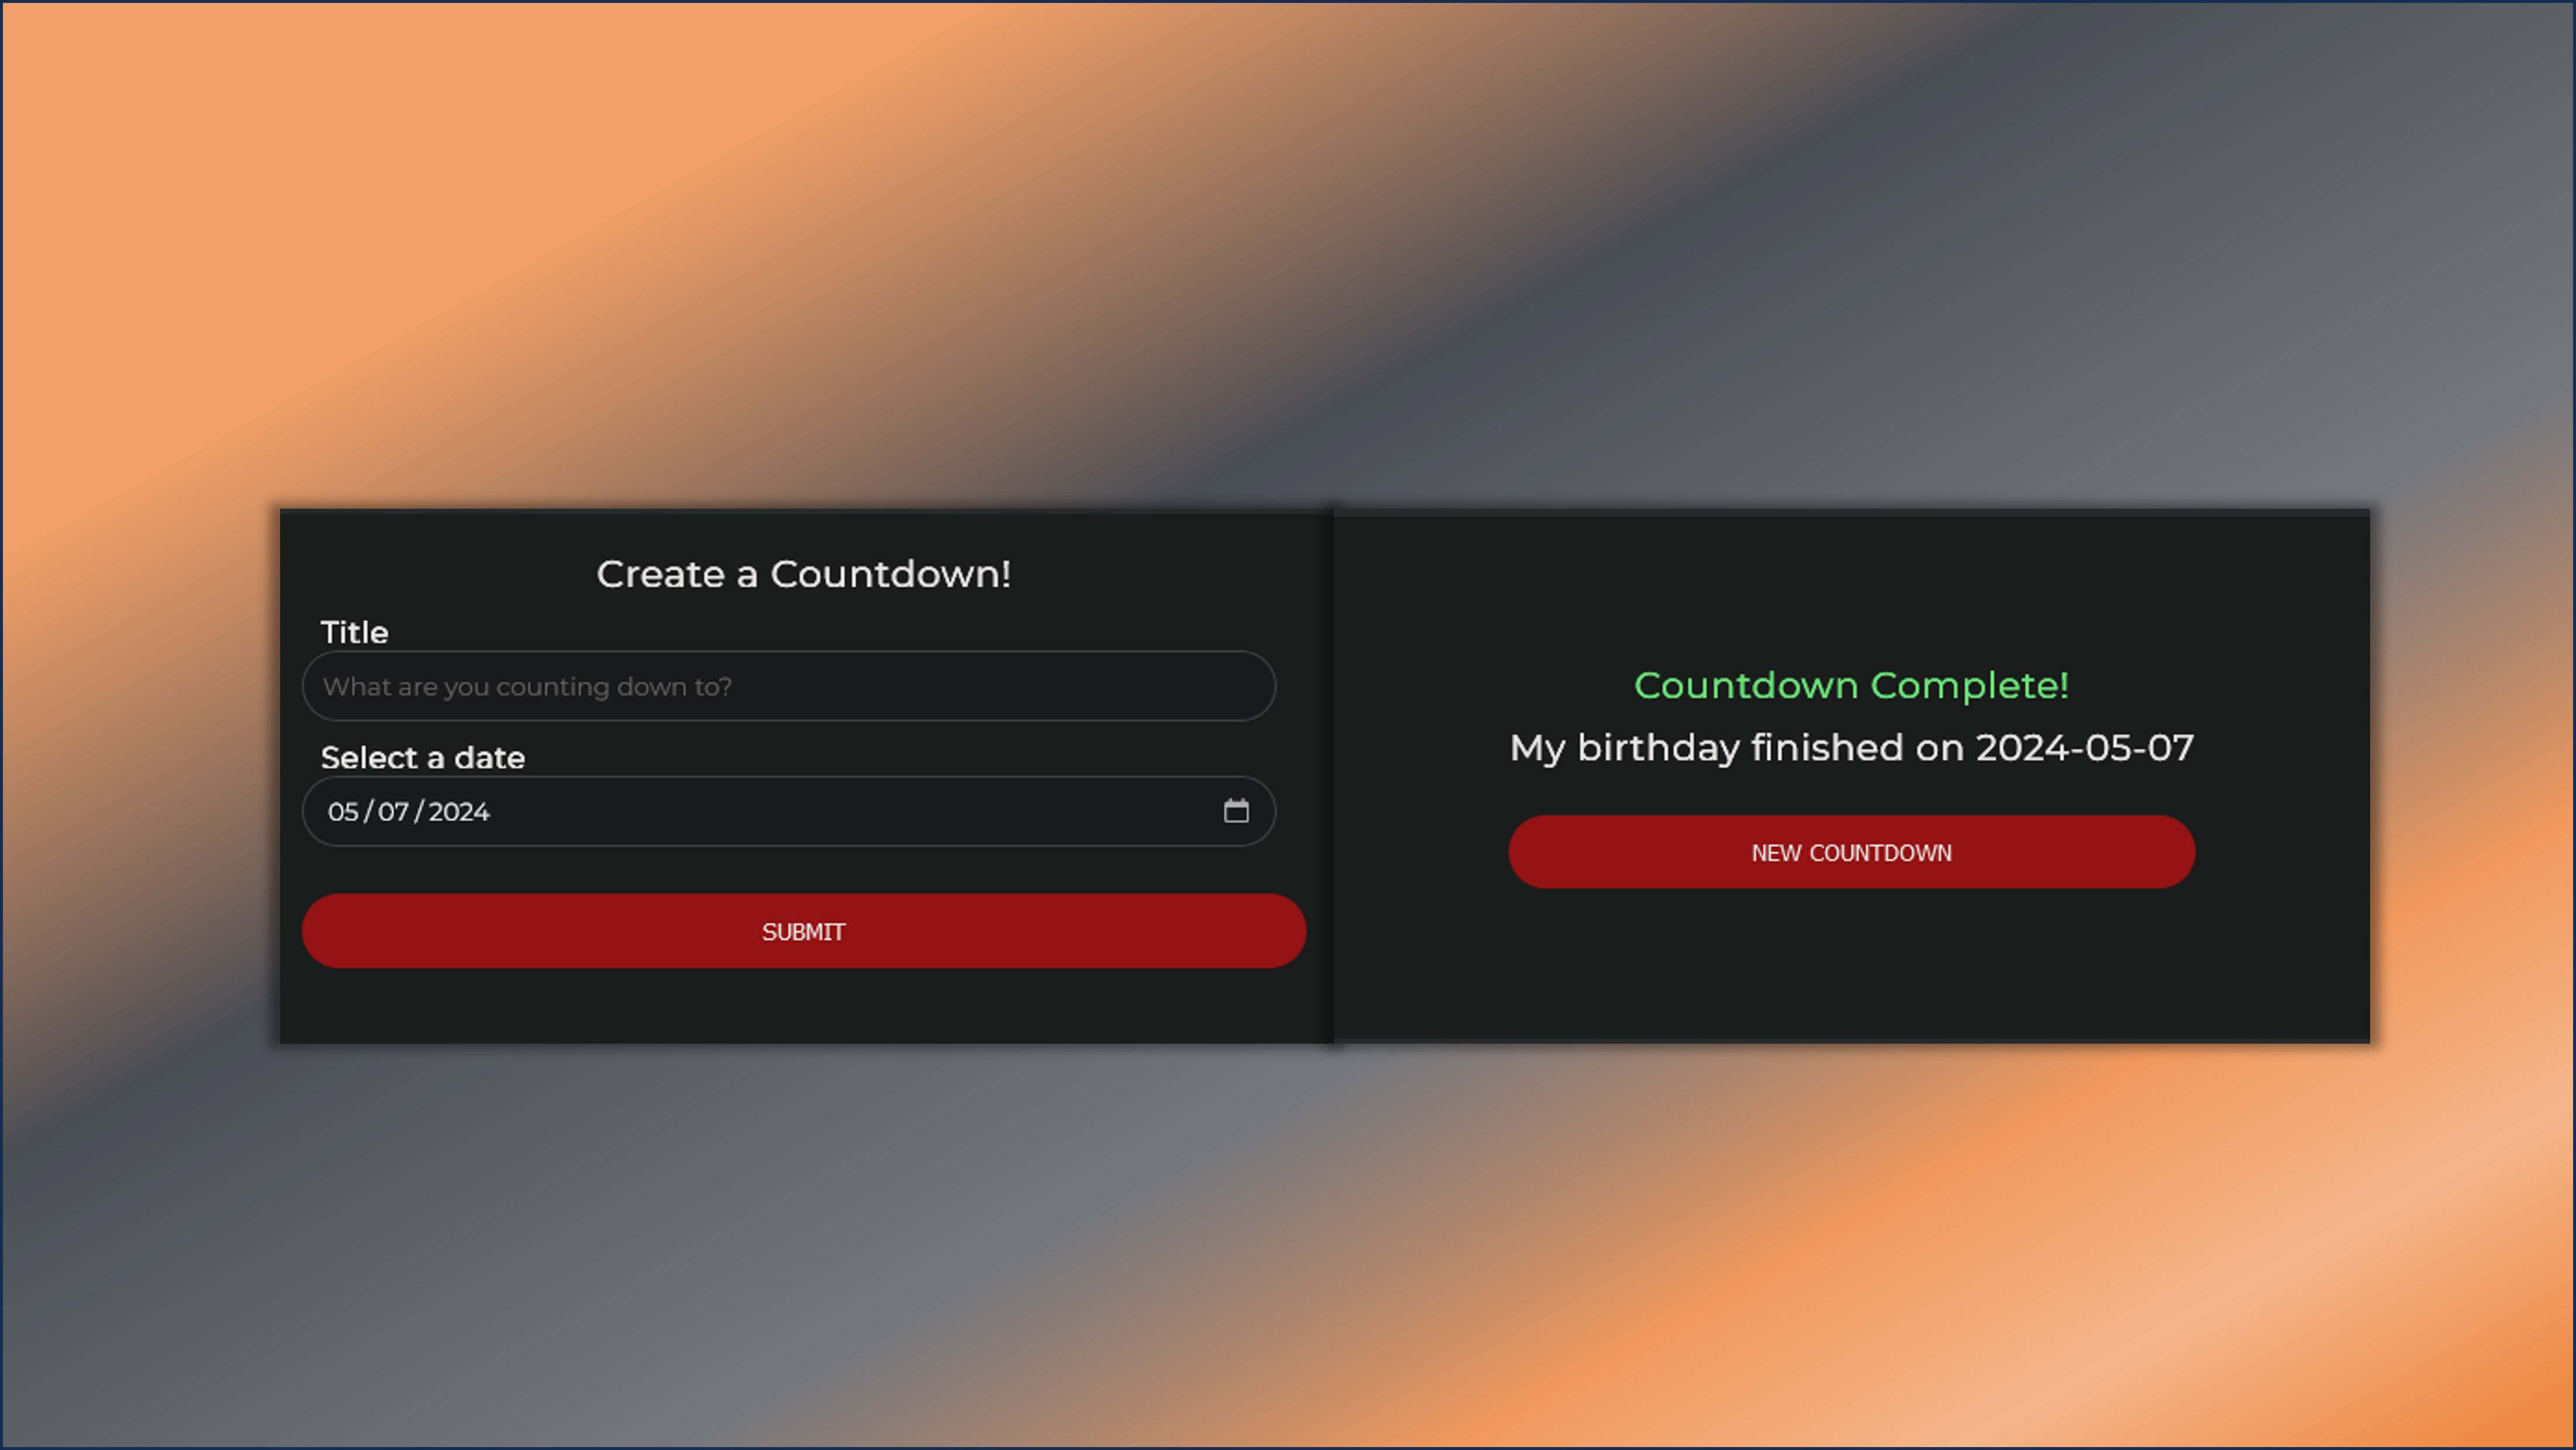 Create a Countdown!
Title
What are you counting down to?
Select a date
05/07/2024
SUBMIT
Countdown Complete!
My birthday finished on 2024-05-07
NEW COUNTDOWN